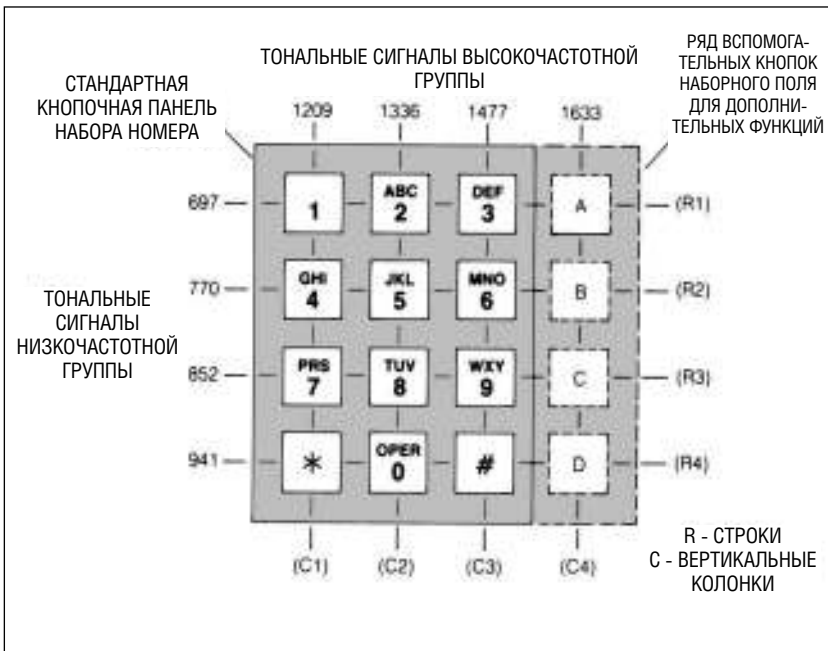 ТОНАЛЬНЫЕ СИГНАЛЫ ВЫСОКОЧАСТОТНОЙ
ГРУППЫ
РЯД ВСПОМОГА-
ТЕЛЬНЫХ КНОПОК
НАБОРНОГО ПОЛЯ
ДЛЯ ДОПОЛНИ-
ТЕЛЬНЫХ ФУНКЦИЙ
СТАНДАРТНАЯ
КНОПОЧНАЯ ПАНЕЛЬ
НАБОРА НОМЕРА
1209 1336 1477 1633
697 1 ABC 2 DEF 3 A (R1)
ТОНАЛЬНЫЕ
СИГНАЛЫ
НИЗКОЧАСТОТНОЙ
ГРУППЫ
770 GHI 4 JKL 5 MNO 6 B (R2)
852 PRS 7 TUV 8 WXY 9 C (R3)
941 * OPER 0 # D (R4)
(C1) (C2) (C3) (C4)
R - СТРОКИ
C - ВЕРТИКАЛЬНЫЕ
КОЛОНКИ